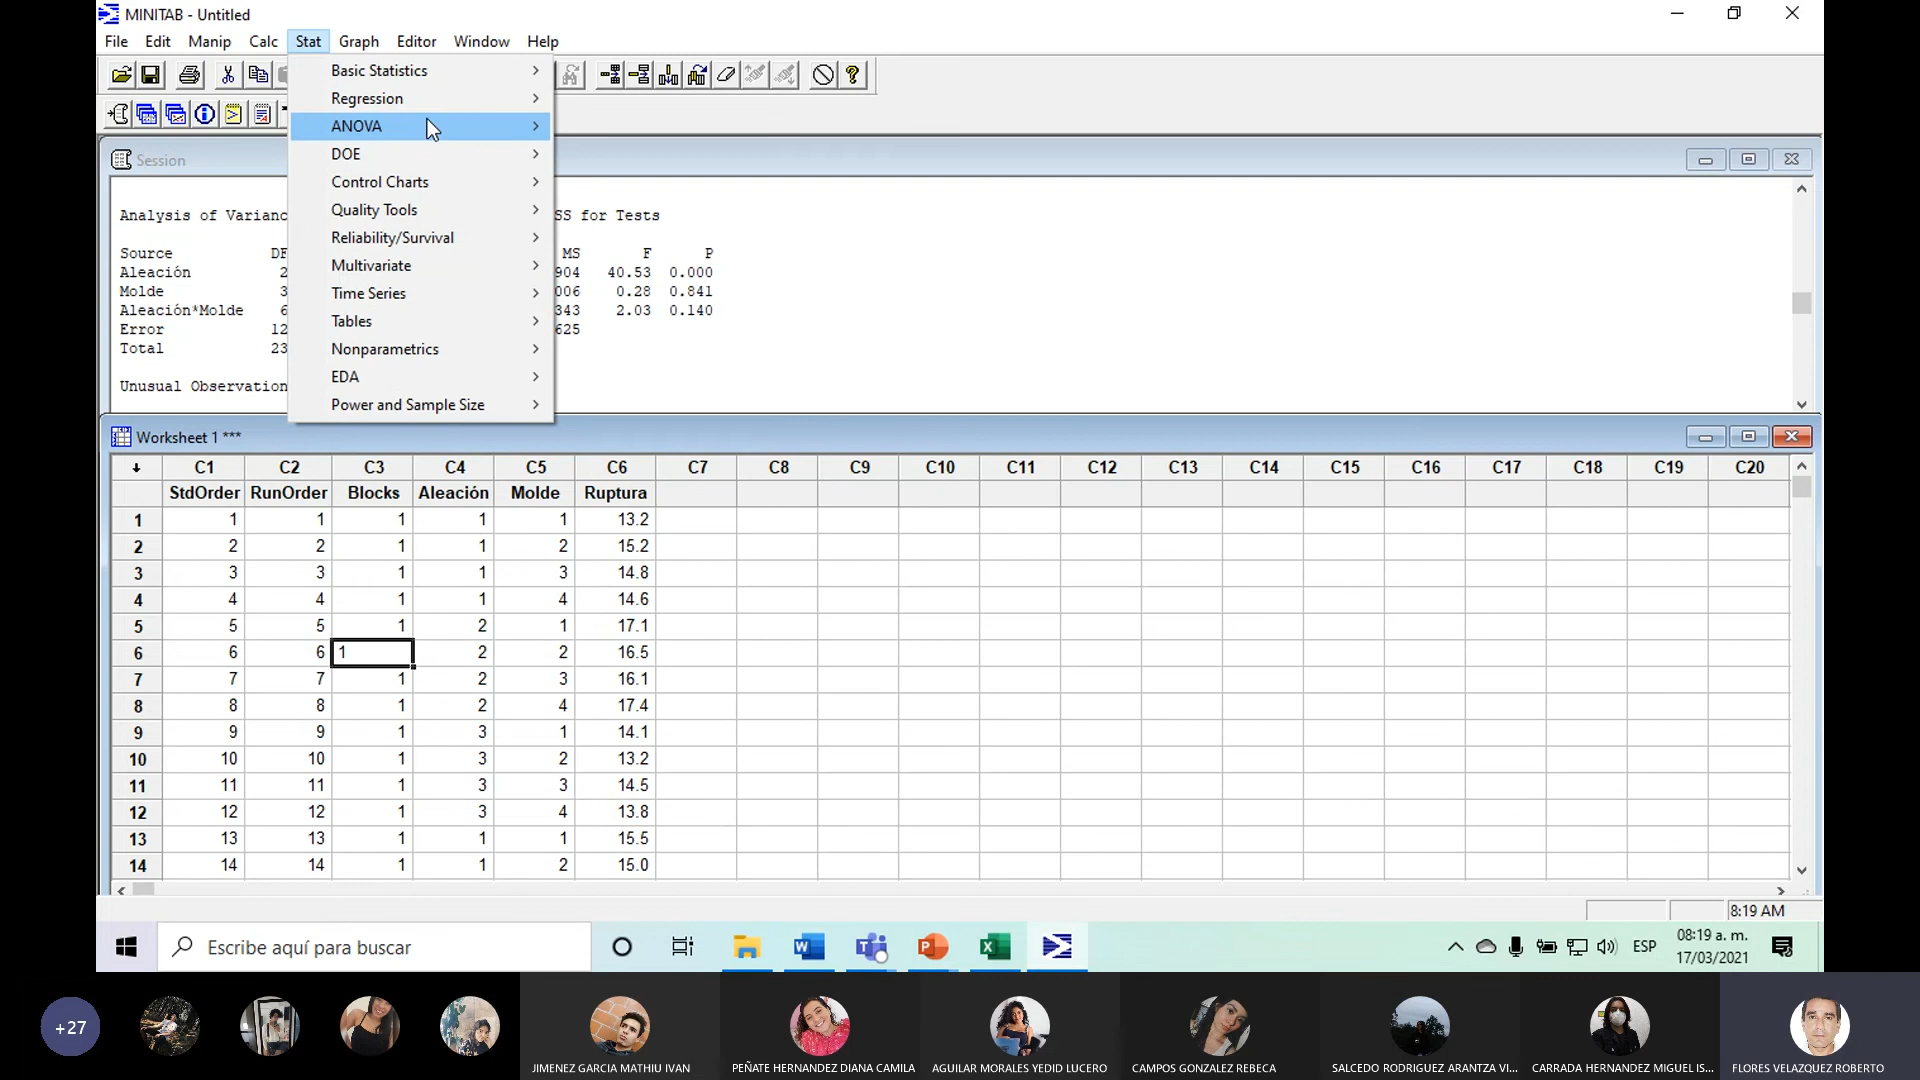 MINITAB - Untitled
File Edit Manip Calc Stat Graph Editor Window Help
Basic Statistics
Regression
ANOVA
DOE
Control Charts
Quality Tools
Reliability/Survival
Multivariate
Time Series
Tables
Nonparametrics
EDA
Power and Sample Size
Session
Analysis of Varianc SS for Tests
Source DF MS F P
Aleación 2 904 40.53 0.000
Molde 3 006 0.28 0.841
Aleación*Molde 6 343 2.03 0.140
Error 12 625
Total 23
Unusual Observation
Worksheet 1 ***
C1 C2 C3 C4 C5 C6 C7 C8 C9 C10 C11 C12 C13 C14 C15 C16 C17 C18 C19 C20
StdOrder RunOrder Blocks Aleación Molde Ruptura
1 1 1 1 1 1 13.2
2 2 2 1 1 2 15.2
3 3 3 1 1 3 14.8
4 4 4 1 1 4 14.6
5 5 5 1 2 1 17.1
6 6 6 1 2 2 16.5
7 7 7 1 2 3 16.1
8 8 8 1 2 4 17.4
9 9 9 1 3 1 14.1
10 10 10 1 3 2 13.2
11 11 11 1 3 3 14.5
12 12 12 1 3 4 13.8
13 13 13 1 1 1 15.5
14 14 14 1 1 2 15.0
8:19 AM
Escribe aquí para buscar
ESP
08:19 a. m.
17/03/2021
+27
JIMENEZ GARCIA MATHIU IVAN
PEÑATE HERNANDEZ DIANA CAMILA
AGUILAR MORALES YEDID LUCERO
CAMPOS GONZALEZ REBECA
SALCEDO RODRIGUEZ ARANTZA VI...
CARRADA HERNANDEZ MIGUEL IS...
FLORES VELAZQUEZ ROBERTO